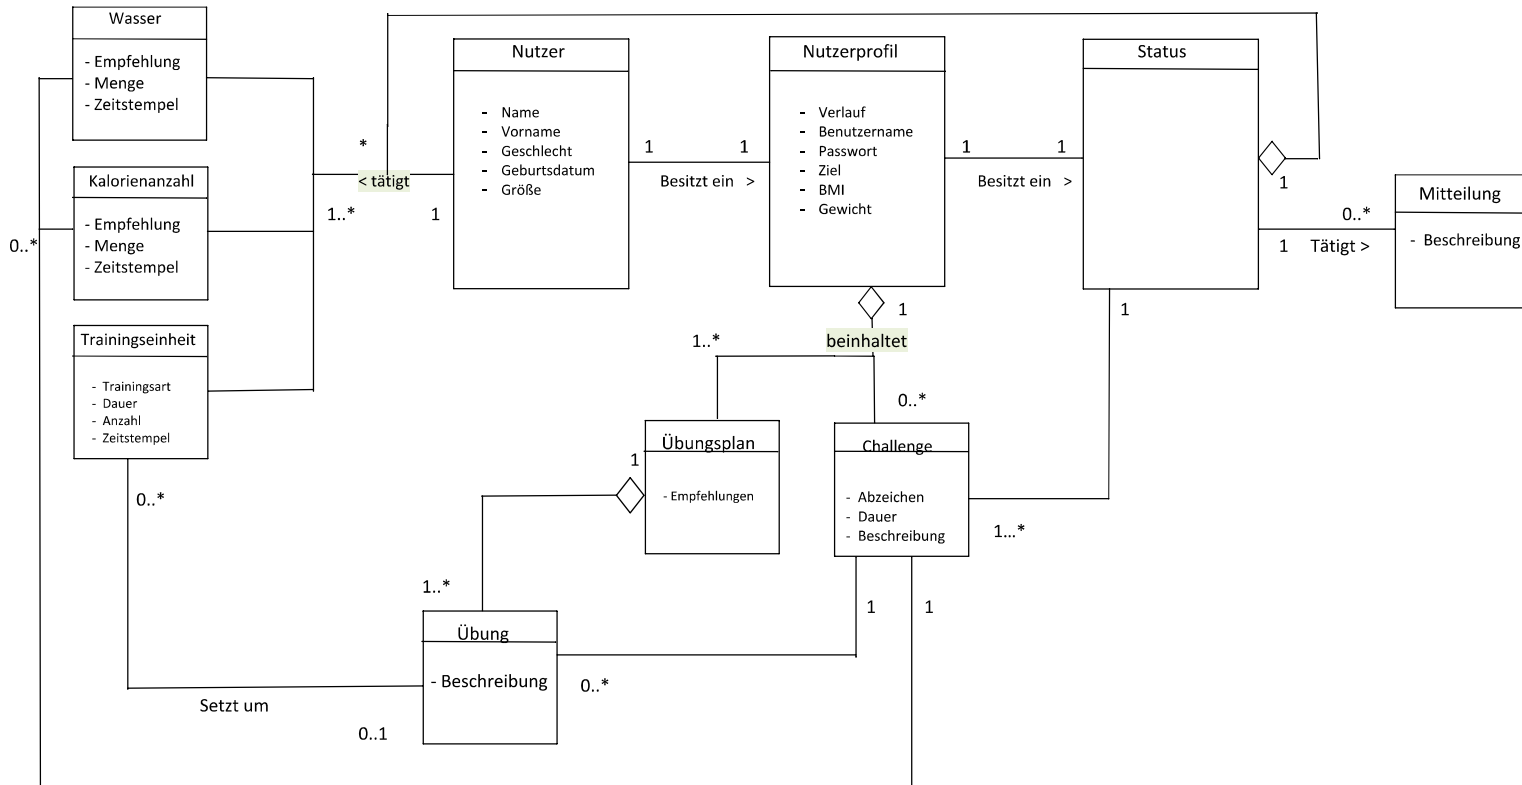 Wasser
- Empfehlung
- Menge
- Zeitstempel
Kalorienanzahl
- Empfehlung
- Menge
- Zeitstempel
0..*
Trainingseinheit
- Trainingsart
- Dauer
- Anzahl
- Zeitstempel
0..*
*
< tätigt
1..*
1
Nutzer
- Name
- Vorname
- Geschlecht
- Geburtsdatum
- Größe
1
1
Besitzt ein >
Nutzerprofil
- Verlauf
- Benutzername
- Passwort
- Ziel
- BMI
- Gewicht
1
1
Besitzt ein >
Status
1
1
0..*
Tätigt >
Mitteilung
- Beschreibung
1
1
beinhaltet
1..*
0..*
Übungsplan
- Empfehlungen
1
Challenge
- Abzeichen
- Dauer
- Beschreibung
1...*
1..*
1
1
Übung
- Beschreibung
0..*
Setzt um
0..1